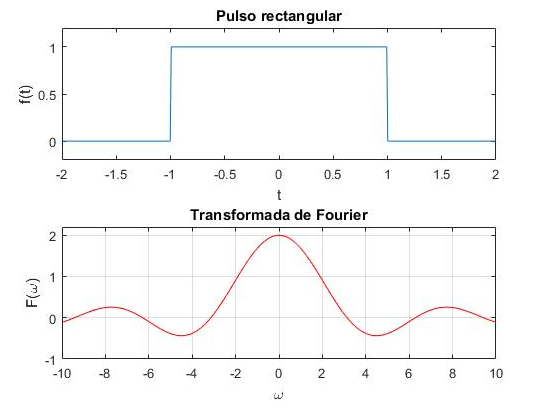 Pulso rectangular
f(t)
1
0.5
0
-2 -1.5 -1 -0.5 0 0.5 1 1.5 2
t
Transformada de Fourier
F(ω)
2
1
0
-1
-10 -8 -6 -4 -2 0 2 4 6 8 10
ω